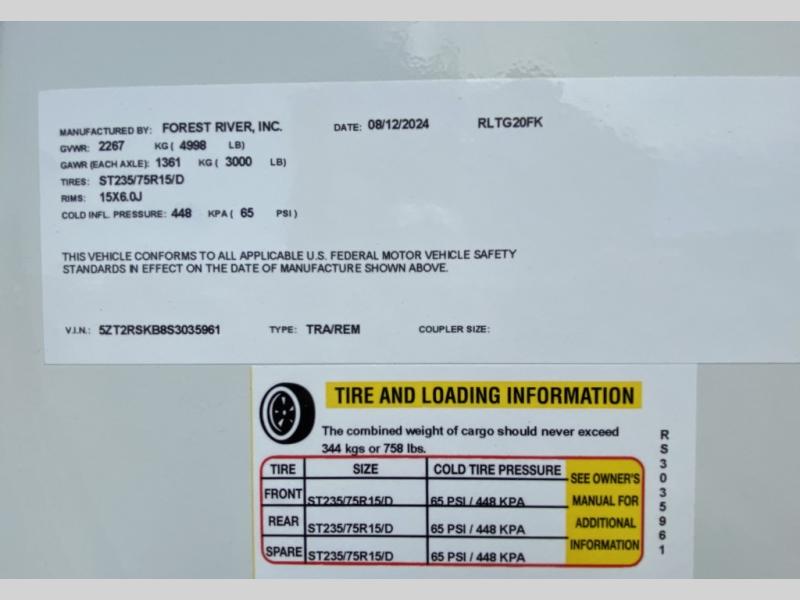 MANUFACTURED BY: FOREST RIVER, INC. DATE: 08/12/2024 RLTG20FK
GVWR: 2267 KG ( 4998 LB)
GAWR (EACH AXLE): 1361 KG ( 3000 LB)
TIRES: ST235/75R15/D
RIMS: 15X6.0J
COLD INFL. PRESSURE: 448 KPA ( 65 PSI )
THIS VEHICLE CONFORMS TO ALL APPLICABLE U.S. FEDERAL MOTOR VEHICLE SAFETY
STANDARDS IN EFFECT ON THE DATE OF MANUFACTURE SHOWN ABOVE.
V.I.N.: 5ZT2RSKB8S3035961 TYPE: TRA/REM COUPLER SIZE:
TIRE AND LOADING INFORMATION
The combined weight of cargo should never exceed
344 kgs or 758 lbs.
TIRE SIZE COLD TIRE PRESSURE
FRONT ST235/75R15/D 65 PSI / 448 KPA
REAR ST235/75R15/D 65 PSI / 448 KPA
SPARE ST235/75R15/D 65 PSI / 448 KPA
SEE OWNER'S
MANUAL FOR
ADDITIONAL
INFORMATION
RS3035961